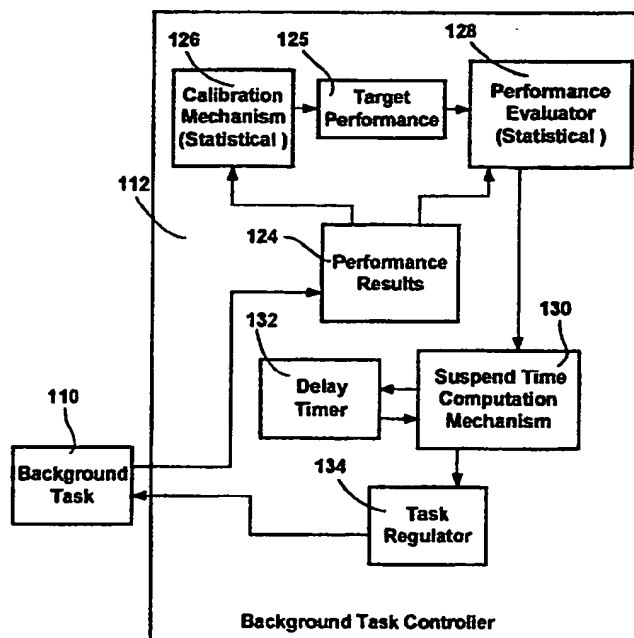 126
125
128
Calibration
Mechanism
(Statistical )
Target
Performance
Performance
Evaluator
(Statistical )
112
124
Performance
Results
132
130
Delay
Timer
Suspend Time
Computation
Mechanism
110
Background
Task
134
Task
Regulator
Background Task Controller